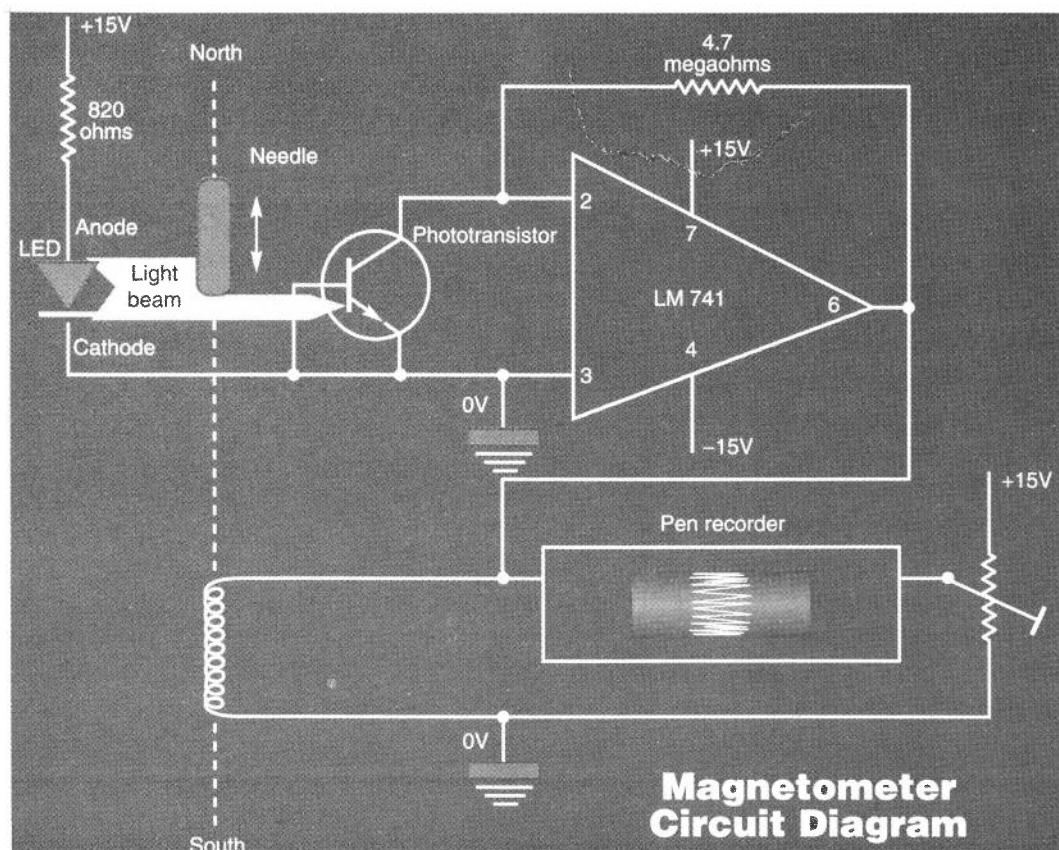 +15V
820
ohms
North
Needle
4.7
megaohms
+15V
LED
Anode
Light
beam
Cathode
Phototransistor
2
7
LM 741
6
4
3
0V
−15V
+15V
Pen recorder
0V
South
Magnetometer
Circuit Diagram